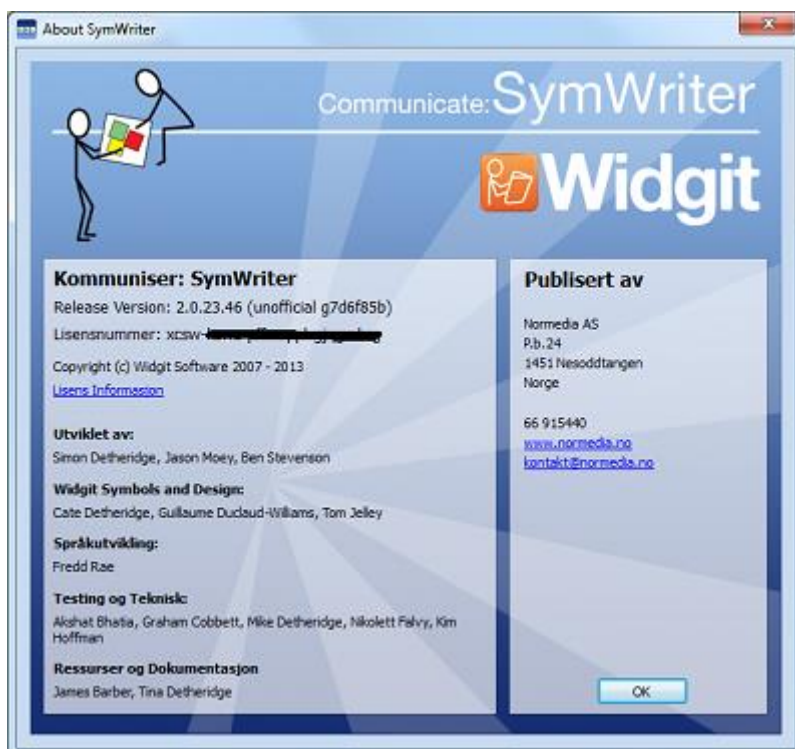 About SymWriter
Communicate: SymWriter
Widgit
Kommuniser: SymWriter
Release Version: 2.0.23.46 (unofficial g7d6f85b)
Lisensnummer: xcsw-
Copyright (c) Widgit Software 2007 - 2013
Lisens Informasion
Utviklet av:
Simon Detheridge, Jason Moey, Ben Stevenson
Widgit Symbols and Design:
Cate Detheridge, Guillaume Duclaud-Williams, Tom Jelley
Språkutvikling:
Fredd Rae
Testing og Teknisk:
Akshat Bhatia, Graham Cobbett, Mike Detheridge, Nikolett Falvy, Kim
Hoffman
Ressurser og Dokumentasjon
James Barber, Tina Detheridge
Publisert av
Normedia AS
P.b.24
1451 Nesoddtangen
Norge
66 915440
www.normedia.no
kontakt@normedia.no
OK